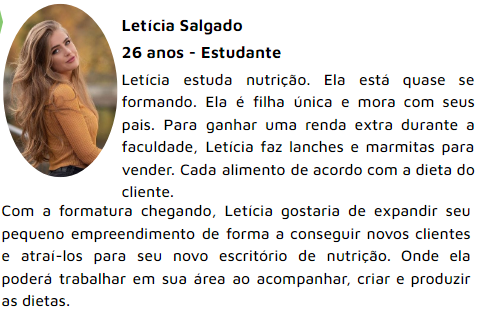 Letícia Salgado
26 anos - Estudante
Letícia estuda nutrição. Ela está quase se
formando. Ela é filha única e mora com seus
pais. Para ganhar uma renda extra durante a
faculdade, Letícia faz lanches e marmitas para
vender. Cada alimento de acordo com a dieta do
cliente.
Com a formatura chegando, Letícia gostaria de expandir seu
pequeno empreendimento de forma a conseguir novos clientes
e atraí-los para seu novo escritório de nutrição. Onde ela
poderá trabalhar em sua área ao acompanhar, criar e produzir
as dietas.